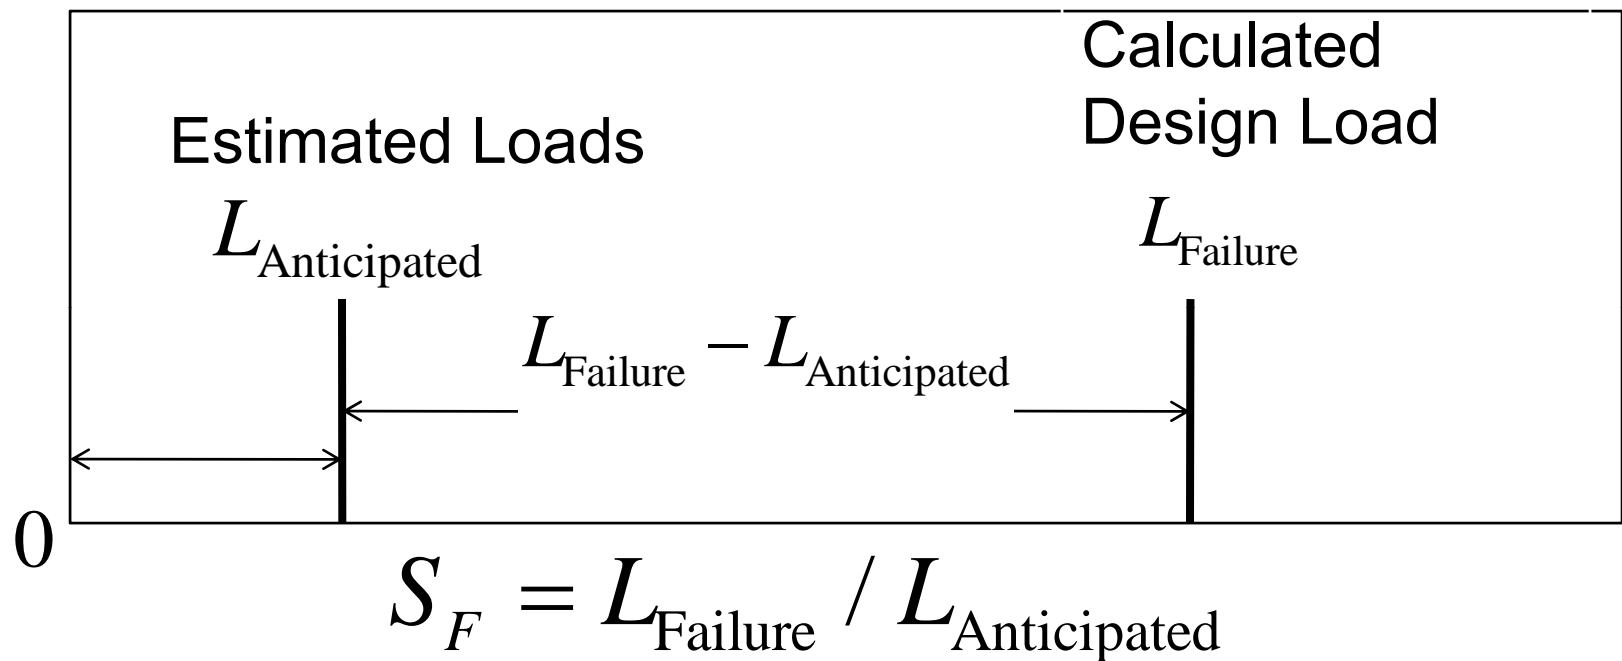 Calculated
Design Load
Estimated Loads
L_Anticipated
L_Failure
L_Failure − L_Anticipated
0
S_F = L_Failure / L_Anticipated